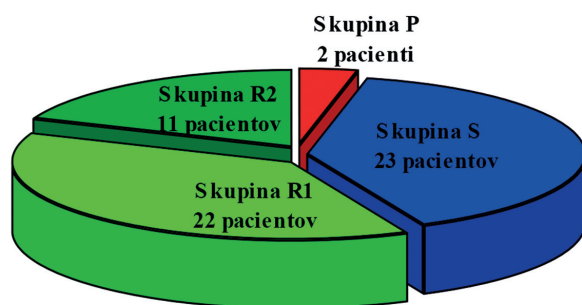 Skupina P
2 pacienti
Skupina S
23 pacientov
Skupina R1
22 pacientov
Skupina R2
11 pacientov